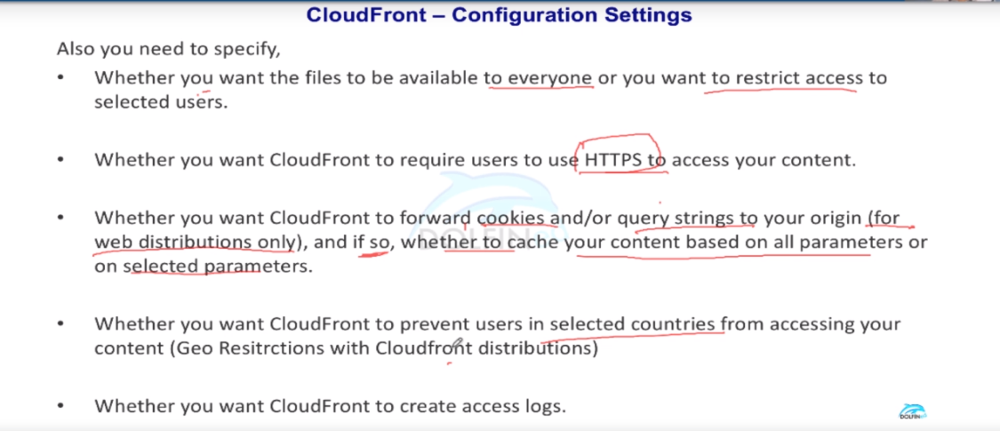 CloudFront – Configuration Settings
Also you need to specify,
• Whether you want the files to be available to everyone or you want to restrict access to
selected users.
• Whether you want CloudFront to require users to use HTTPS to access your content.
• Whether you want CloudFront to forward cookies and/or query strings to your origin (for
web distributions only), and if so, whether to cache your content based on all parameters or
on selected parameters.
• Whether you want CloudFront to prevent users in selected countries from accessing your
content (Geo Resitrctions with Cloudfront distributions)
• Whether you want CloudFront to create access logs.
DOLFIN